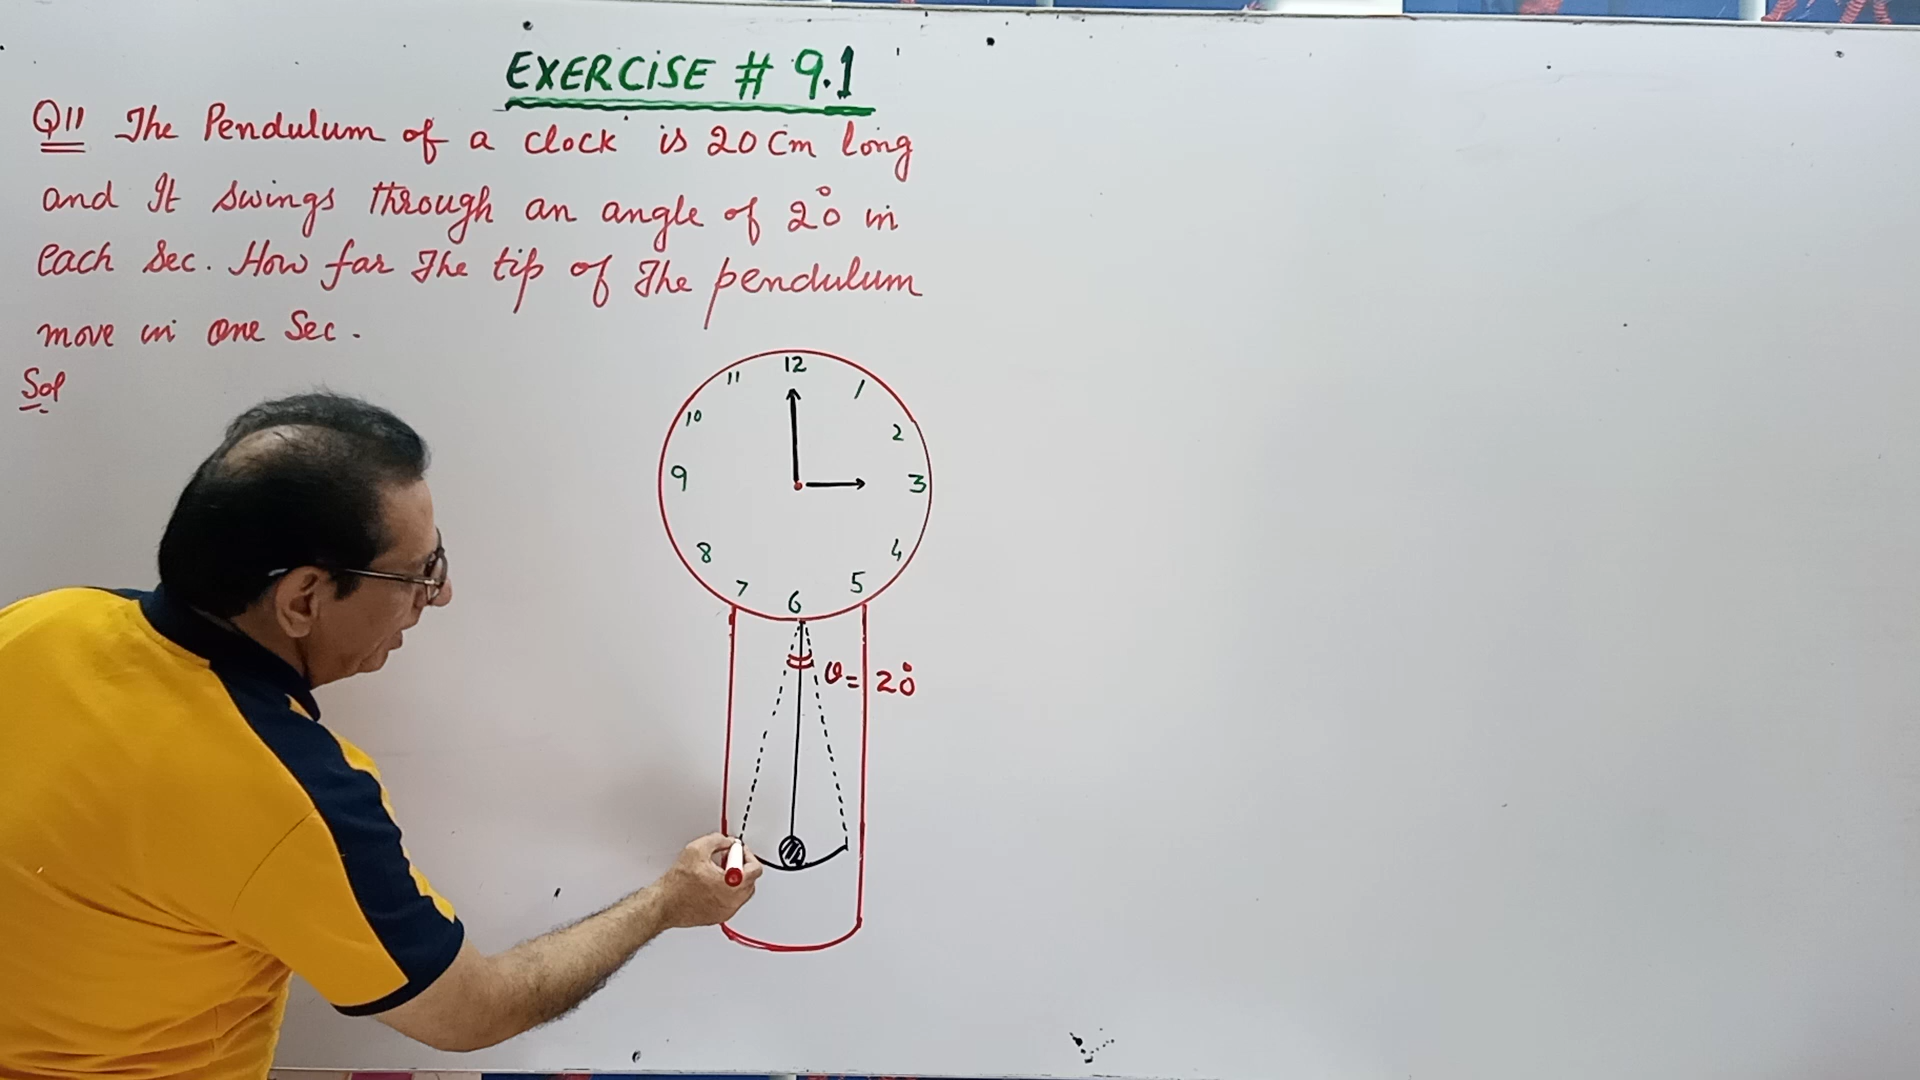 EXERCISE # 9.1
Q11 The Pendulum of a clock is 20 cm long
and It swings through an angle of 20° in
each sec. How far The tip of The pendulum
move in one Sec.
Sol
12
11
1
10
2
9
3
8
4
7
5
6
θ = 20°